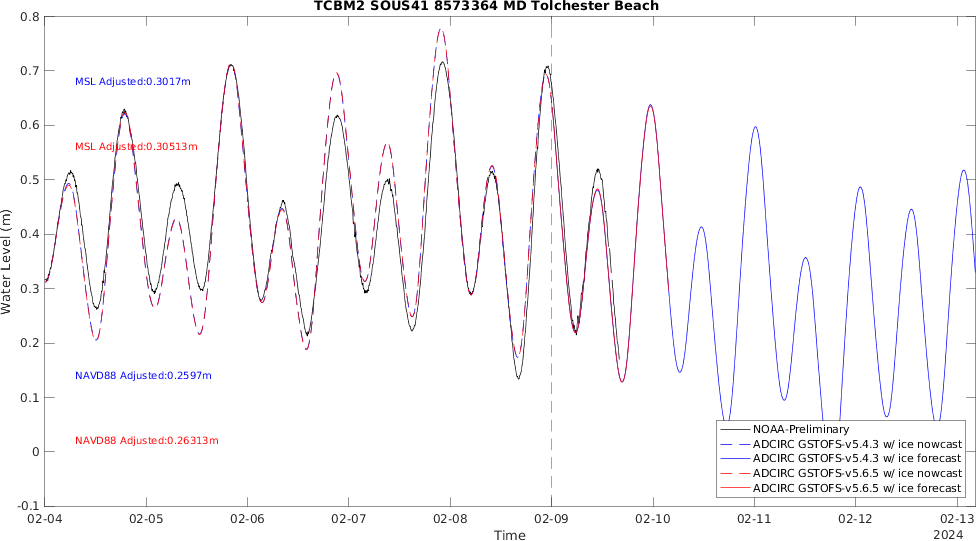 TCBM2 SOUS41 8573364 MD Tolchester Beach
Water Level (m)
0.8
0.7
0.6
0.5
0.4
0.3
0.2
0.1
0
-0.1
MSL Adjusted:0.3017m
MSL Adjusted:0.30513m
NAVD88 Adjusted:0.2597m
NAVD88 Adjusted:0.26313m
NOAA-Preliminary
ADCIRC GSTOFS-v5.4.3 w/ ice nowcast
ADCIRC GSTOFS-v5.4.3 w/ ice forecast
ADCIRC GSTOFS-v5.6.5 w/ ice nowcast
ADCIRC GSTOFS-v5.6.5 w/ ice forecast
02-04 02-05 02-06 02-07 02-08 02-09 02-10 02-11 02-12 02-13
Time
2024